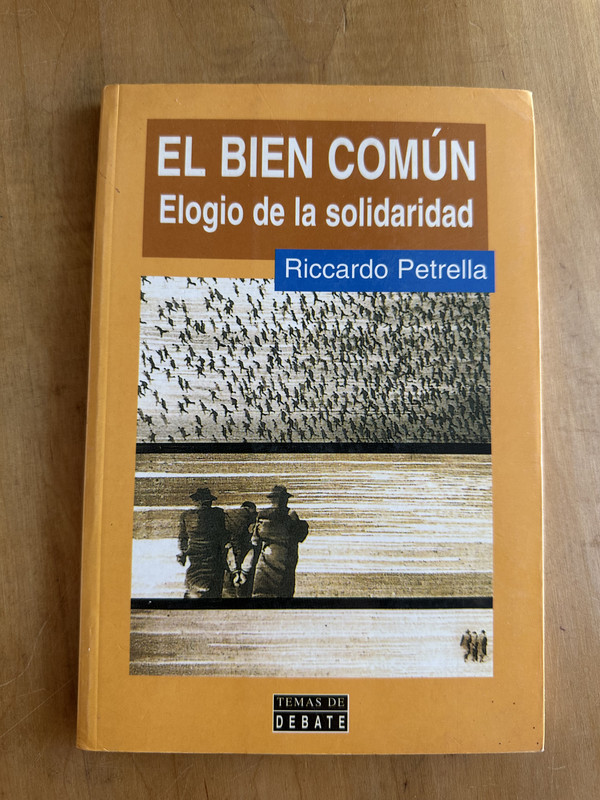 EL BIEN COMÚN
Elogio de la solidaridad
Riccardo Petrella
TEMAS DE
DEBATE